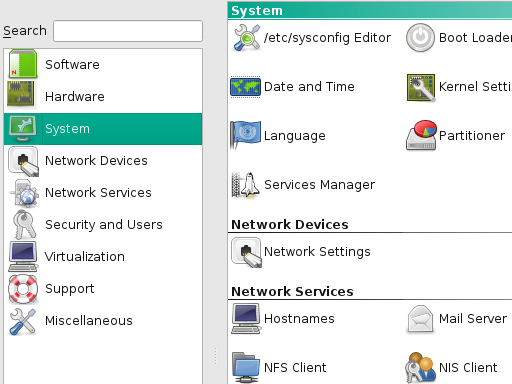 Search
Software
Hardware
System
Network Devices
Network Services
Security and Users
Virtualization
Support
Miscellaneous
System
/etc/sysconfig Editor
Boot Loader
Date and Time
Kernel Setti
Language
Partitioner
Services Manager
Network Devices
Network Settings
Network Services
Hostnames
Mail Server
NFS Client
NIS Client